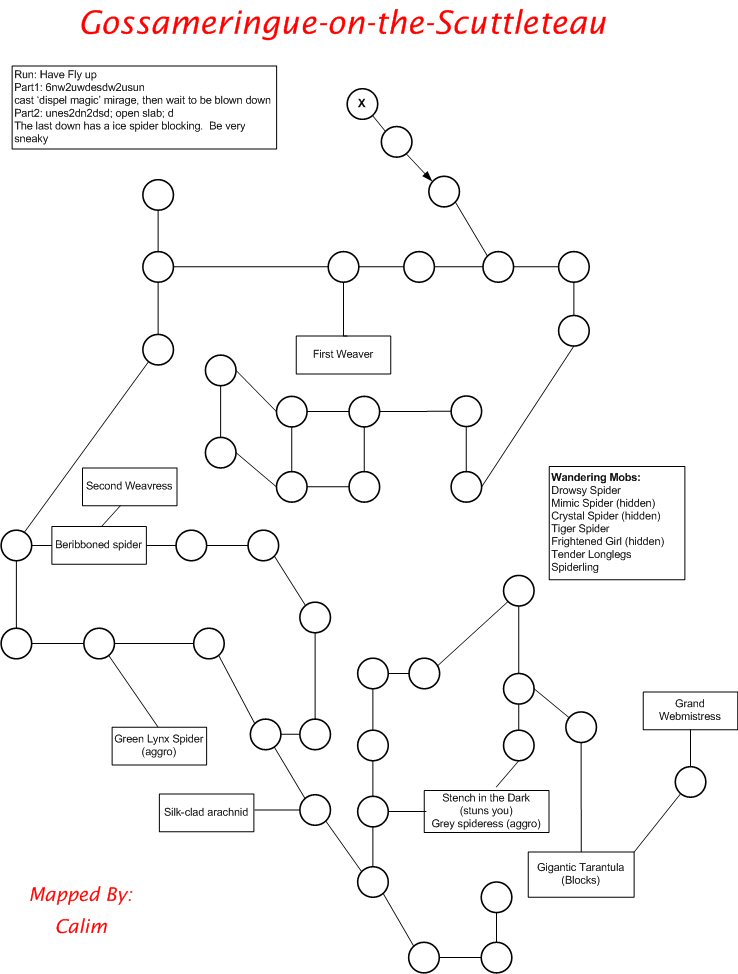 Gossameringue-on-the-Scuttleteau
Run: Have Fly up
Part1: 6nw2uwdesdw2usun
cast 'dispel magic' mirage, then wait to be blown down
Part2: unes2dn2dsd; open slab; d
The last down has a ice spider blocking. Be very
sneaky
X
First Weaver
Second Weavress
Beribboned spider
Wandering Mobs:
Drowsy Spider
Mimic Spider (hidden)
Crystal Spider (hidden)
Tiger Spider
Frightened Girl (hidden)
Tender Longlegs
Spiderling
Green Lynx Spider
(aggro)
Grand
Webmistress
Silk-clad arachnid
Stench in the Dark
(stuns you)
Grey spideress (aggro)
Gigantic Tarantula
(Blocks)
Mapped By:
Calim